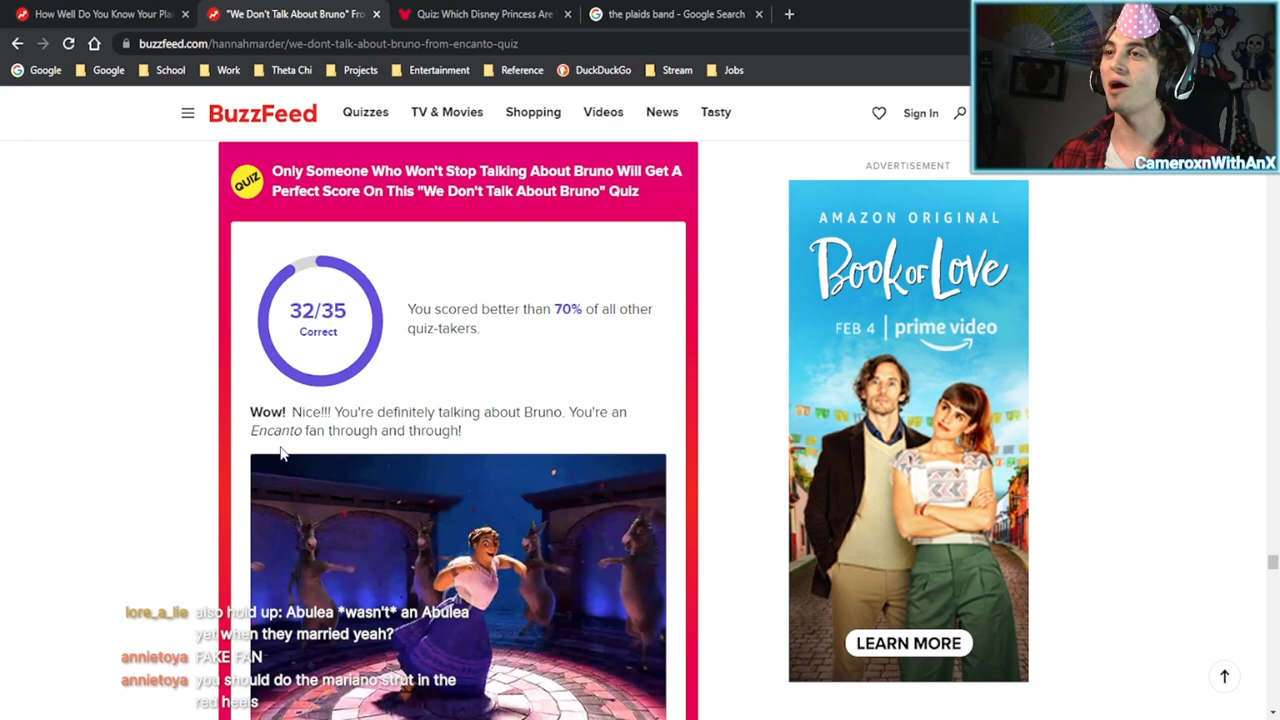 How Well Do You Know Your Plai
"We Don't Talk About Bruno" Fro
Quiz: Which Disney Princess Are
the plaids band - Google Search
buzzfeed.com/hannahmarder/we-dont-talk-about-bruno-from-encanto-quiz
Google Google School Work Theta Chi Projects Entertainment Reference DuckDuckGo Stream Jobs
CameroxnWithAnX
BuzzFeed Quizzes TV & Movies Shopping Videos News Tasty Sign In
ADVERTISEMENT
QUIZ
Only Someone Who Won't Stop Talking About Bruno Will Get A
Perfect Score On This "We Don't Talk About Bruno" Quiz
32/35
Correct
You scored better than 70% of all other
quiz-takers.
Wow! Nice!!! You're definitely talking about Bruno. You're an
Encanto fan through and through!
AMAZON ORIGINAL
Book of Love
FEB 4 | prime video
LEARN MORE
lore_a_lie also hold up: Abulea *wasn't* an Abulea
yet when they married yeah?
annietoya FAKE FAN
annietoya you should do the mariano strut in the
red heels